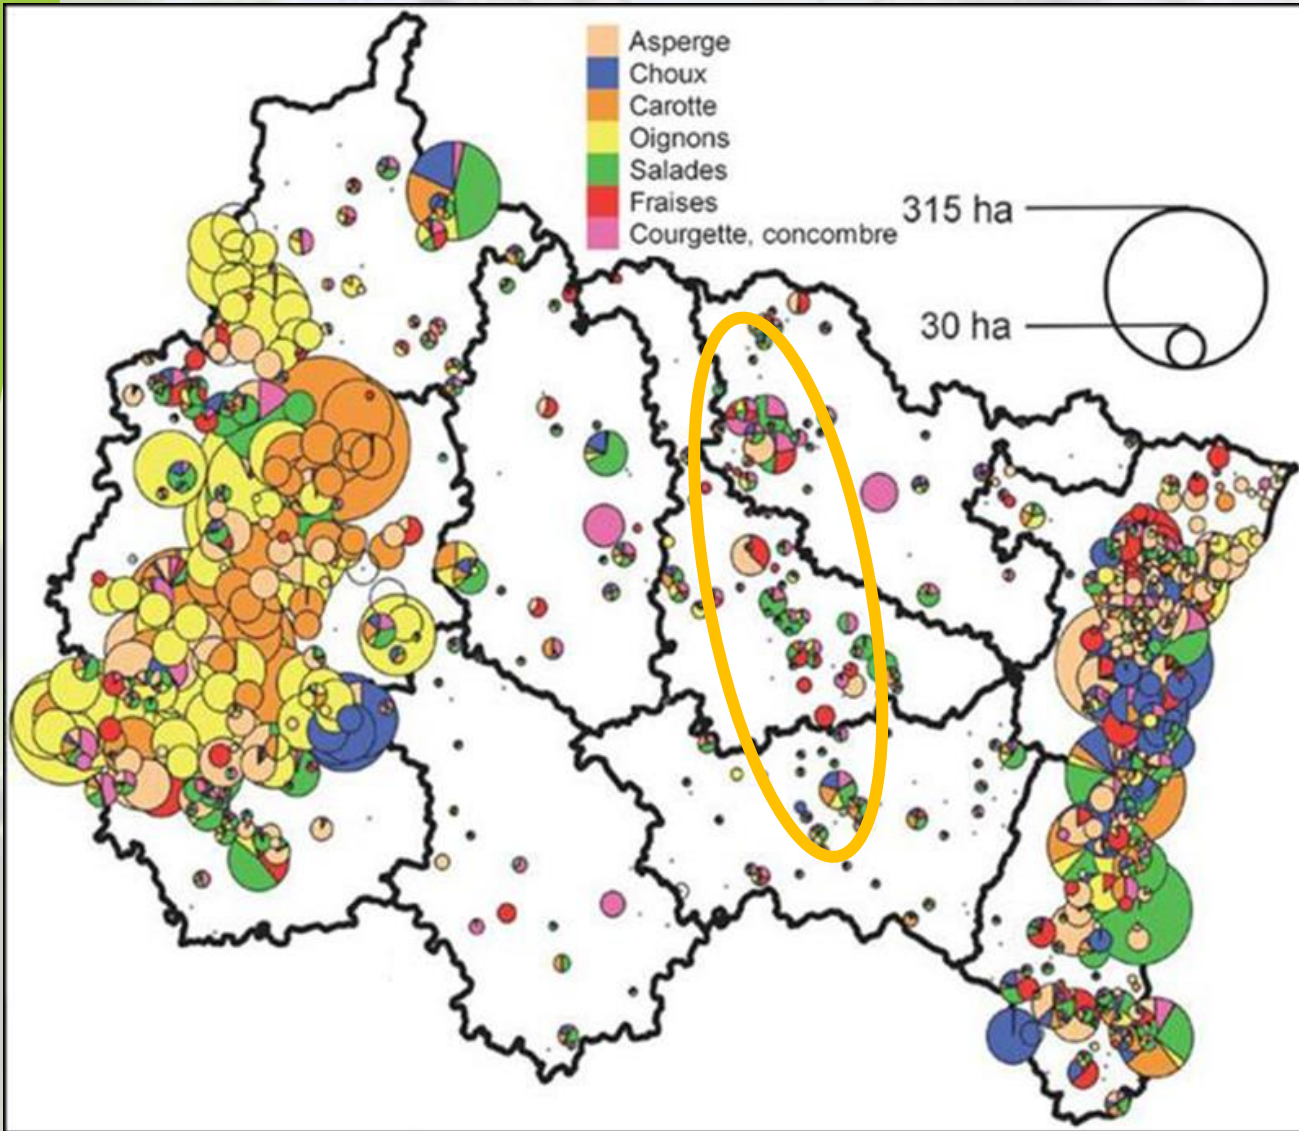 Asperge
Choux
Carotte
Oignons
Salades
Fraises
Courgette, concombre
315 ha
30 ha